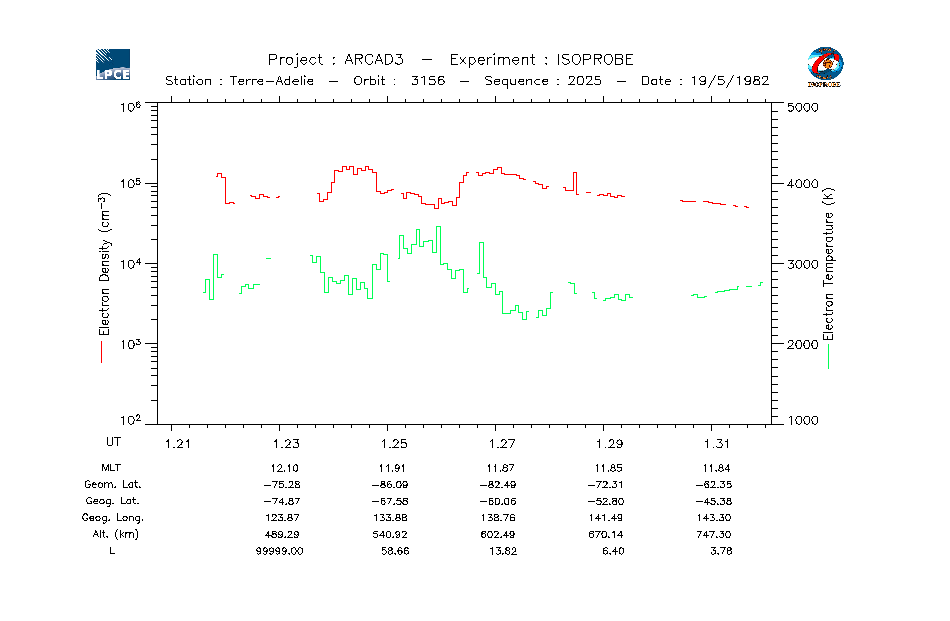 LPCE
Project : ARCAD3 – Experiment : ISOPROBE
Station : Terre-Adelie – Orbit : 3156 – Sequence : 2025 – Date : 19/5/1982
ISOPROBE
10^6
10^5
10^4
10^3
10^2
Electron Density (cm^-3)
5000
4000
3000
2000
1000
Electron Temperature (K)
UT 1.21 1.23 1.25 1.27 1.29 1.31
MLT 12.10 11.91 11.87 11.85 11.84
Geom. Lat. –75.28 –86.09 –82.49 –72.31 –62.35
Geog. Lat. –74.87 –67.58 –60.06 –52.80 –45.38
Geog. Long. 123.87 133.88 138.76 141.49 143.30
Alt. (km) 489.29 540.92 602.49 670.14 747.30
L 99999.00 58.66 13.82 6.40 3.78